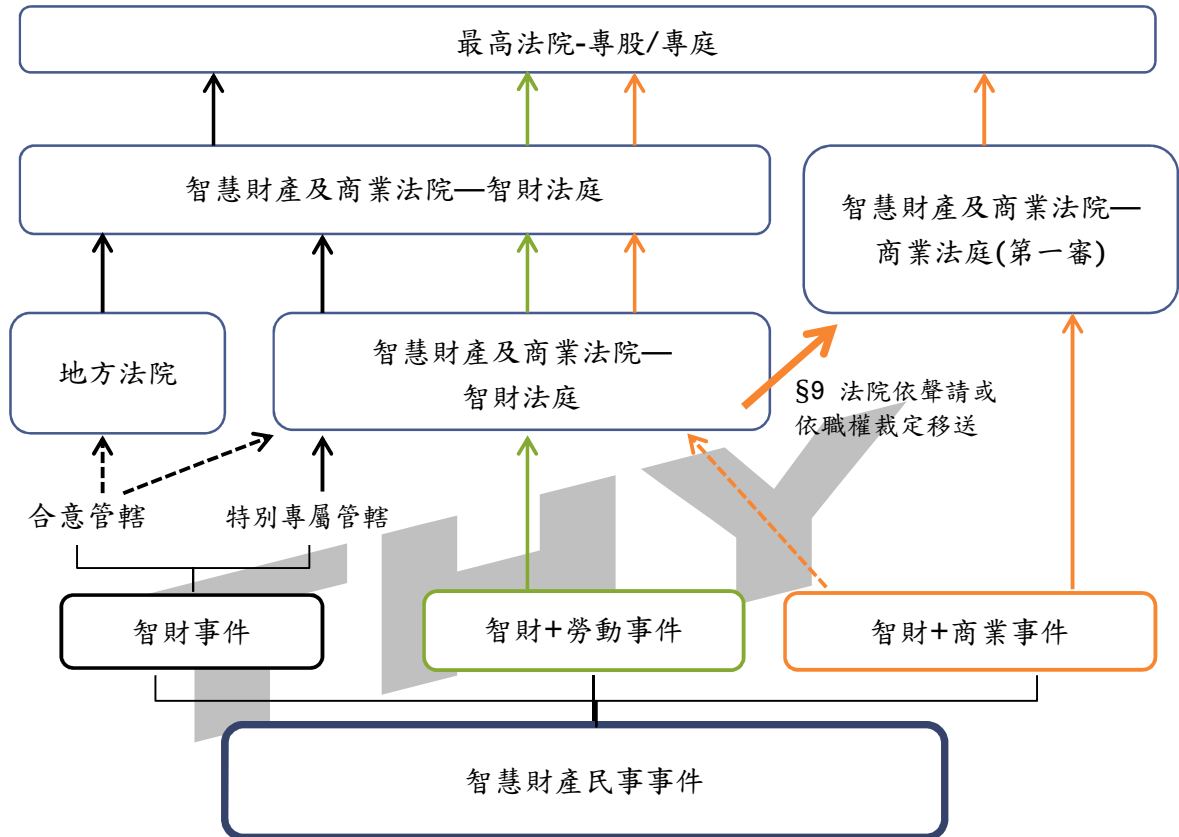 最高法院-專股/專庭
智慧財產及商業法院—智財法庭
智慧財產及商業法院—
商業法庭(第一審)
地方法院
智慧財產及商業法院—
智財法庭
§9 法院依聲請或
依職權裁定移送
合意管轄
特別專屬管轄
智財事件
智財+勞動事件
智財+商業事件
智慧財產民事事件
THY